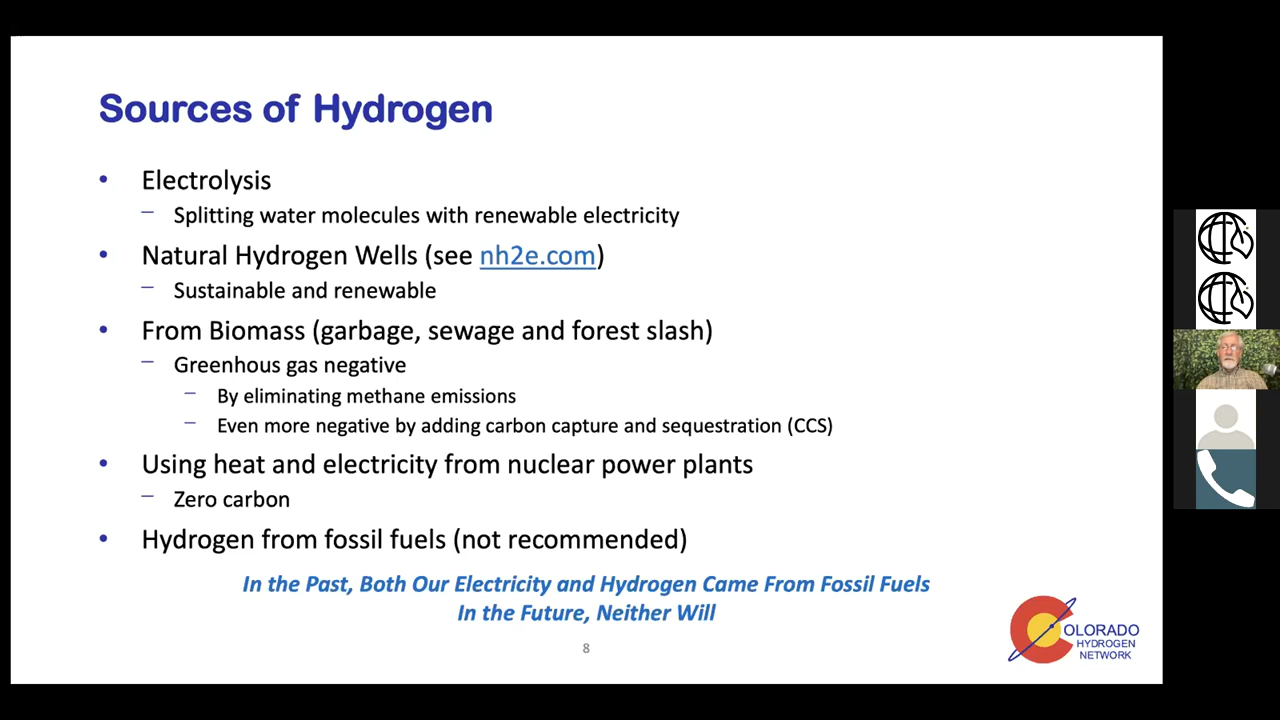 Sources of Hydrogen
• Electrolysis
– Splitting water molecules with renewable electricity
• Natural Hydrogen Wells (see nh2e.com)
– Sustainable and renewable
• From Biomass (garbage, sewage and forest slash)
– Greenhous gas negative
– By eliminating methane emissions
– Even more negative by adding carbon capture and sequestration (CCS)
• Using heat and electricity from nuclear power plants
– Zero carbon
• Hydrogen from fossil fuels (not recommended)
In the Past, Both Our Electricity and Hydrogen Came From Fossil Fuels
In the Future, Neither Will
8
COLORADO
HYDROGEN
NETWORK